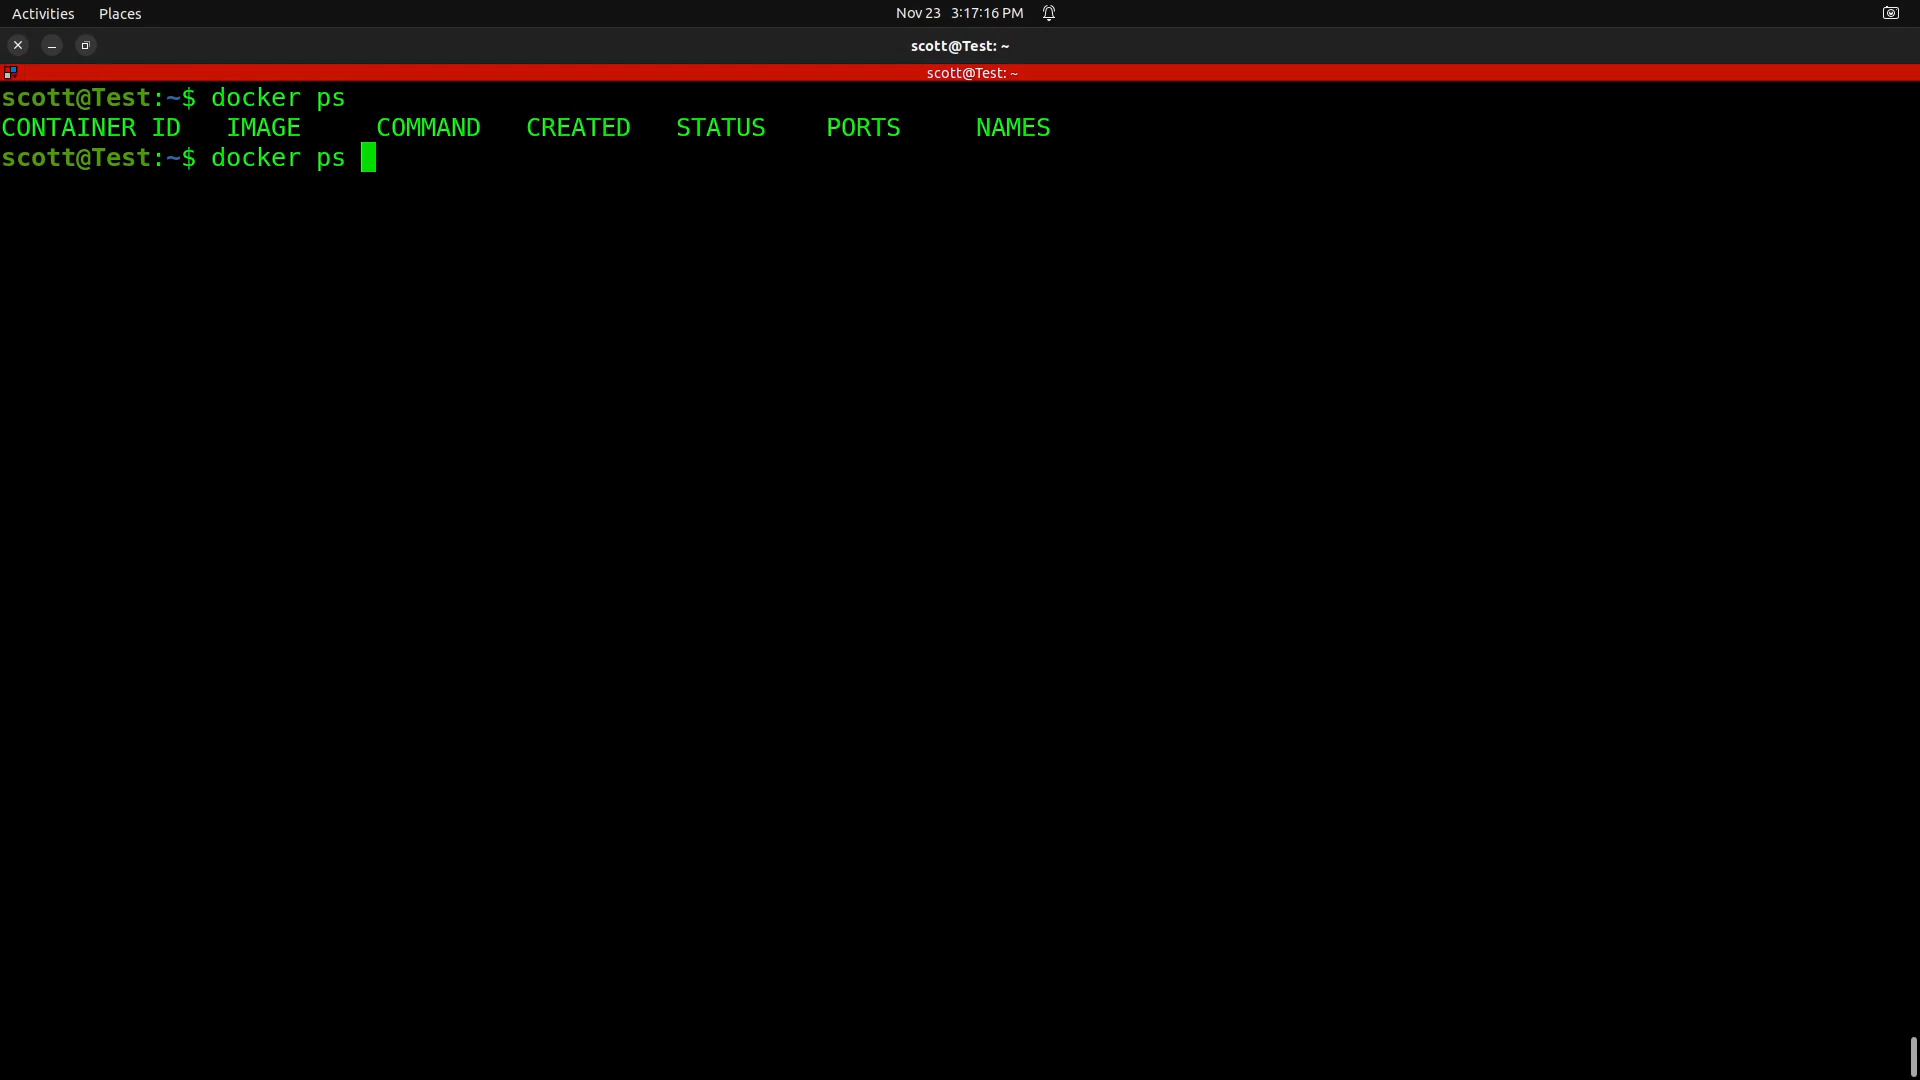 Activities Places Nov 23 3:17:16 PM
scott@Test: ~
scott@Test: ~
scott@Test:~$ docker ps
CONTAINER ID   IMAGE     COMMAND   CREATED   STATUS    PORTS     NAMES
scott@Test:~$ docker ps